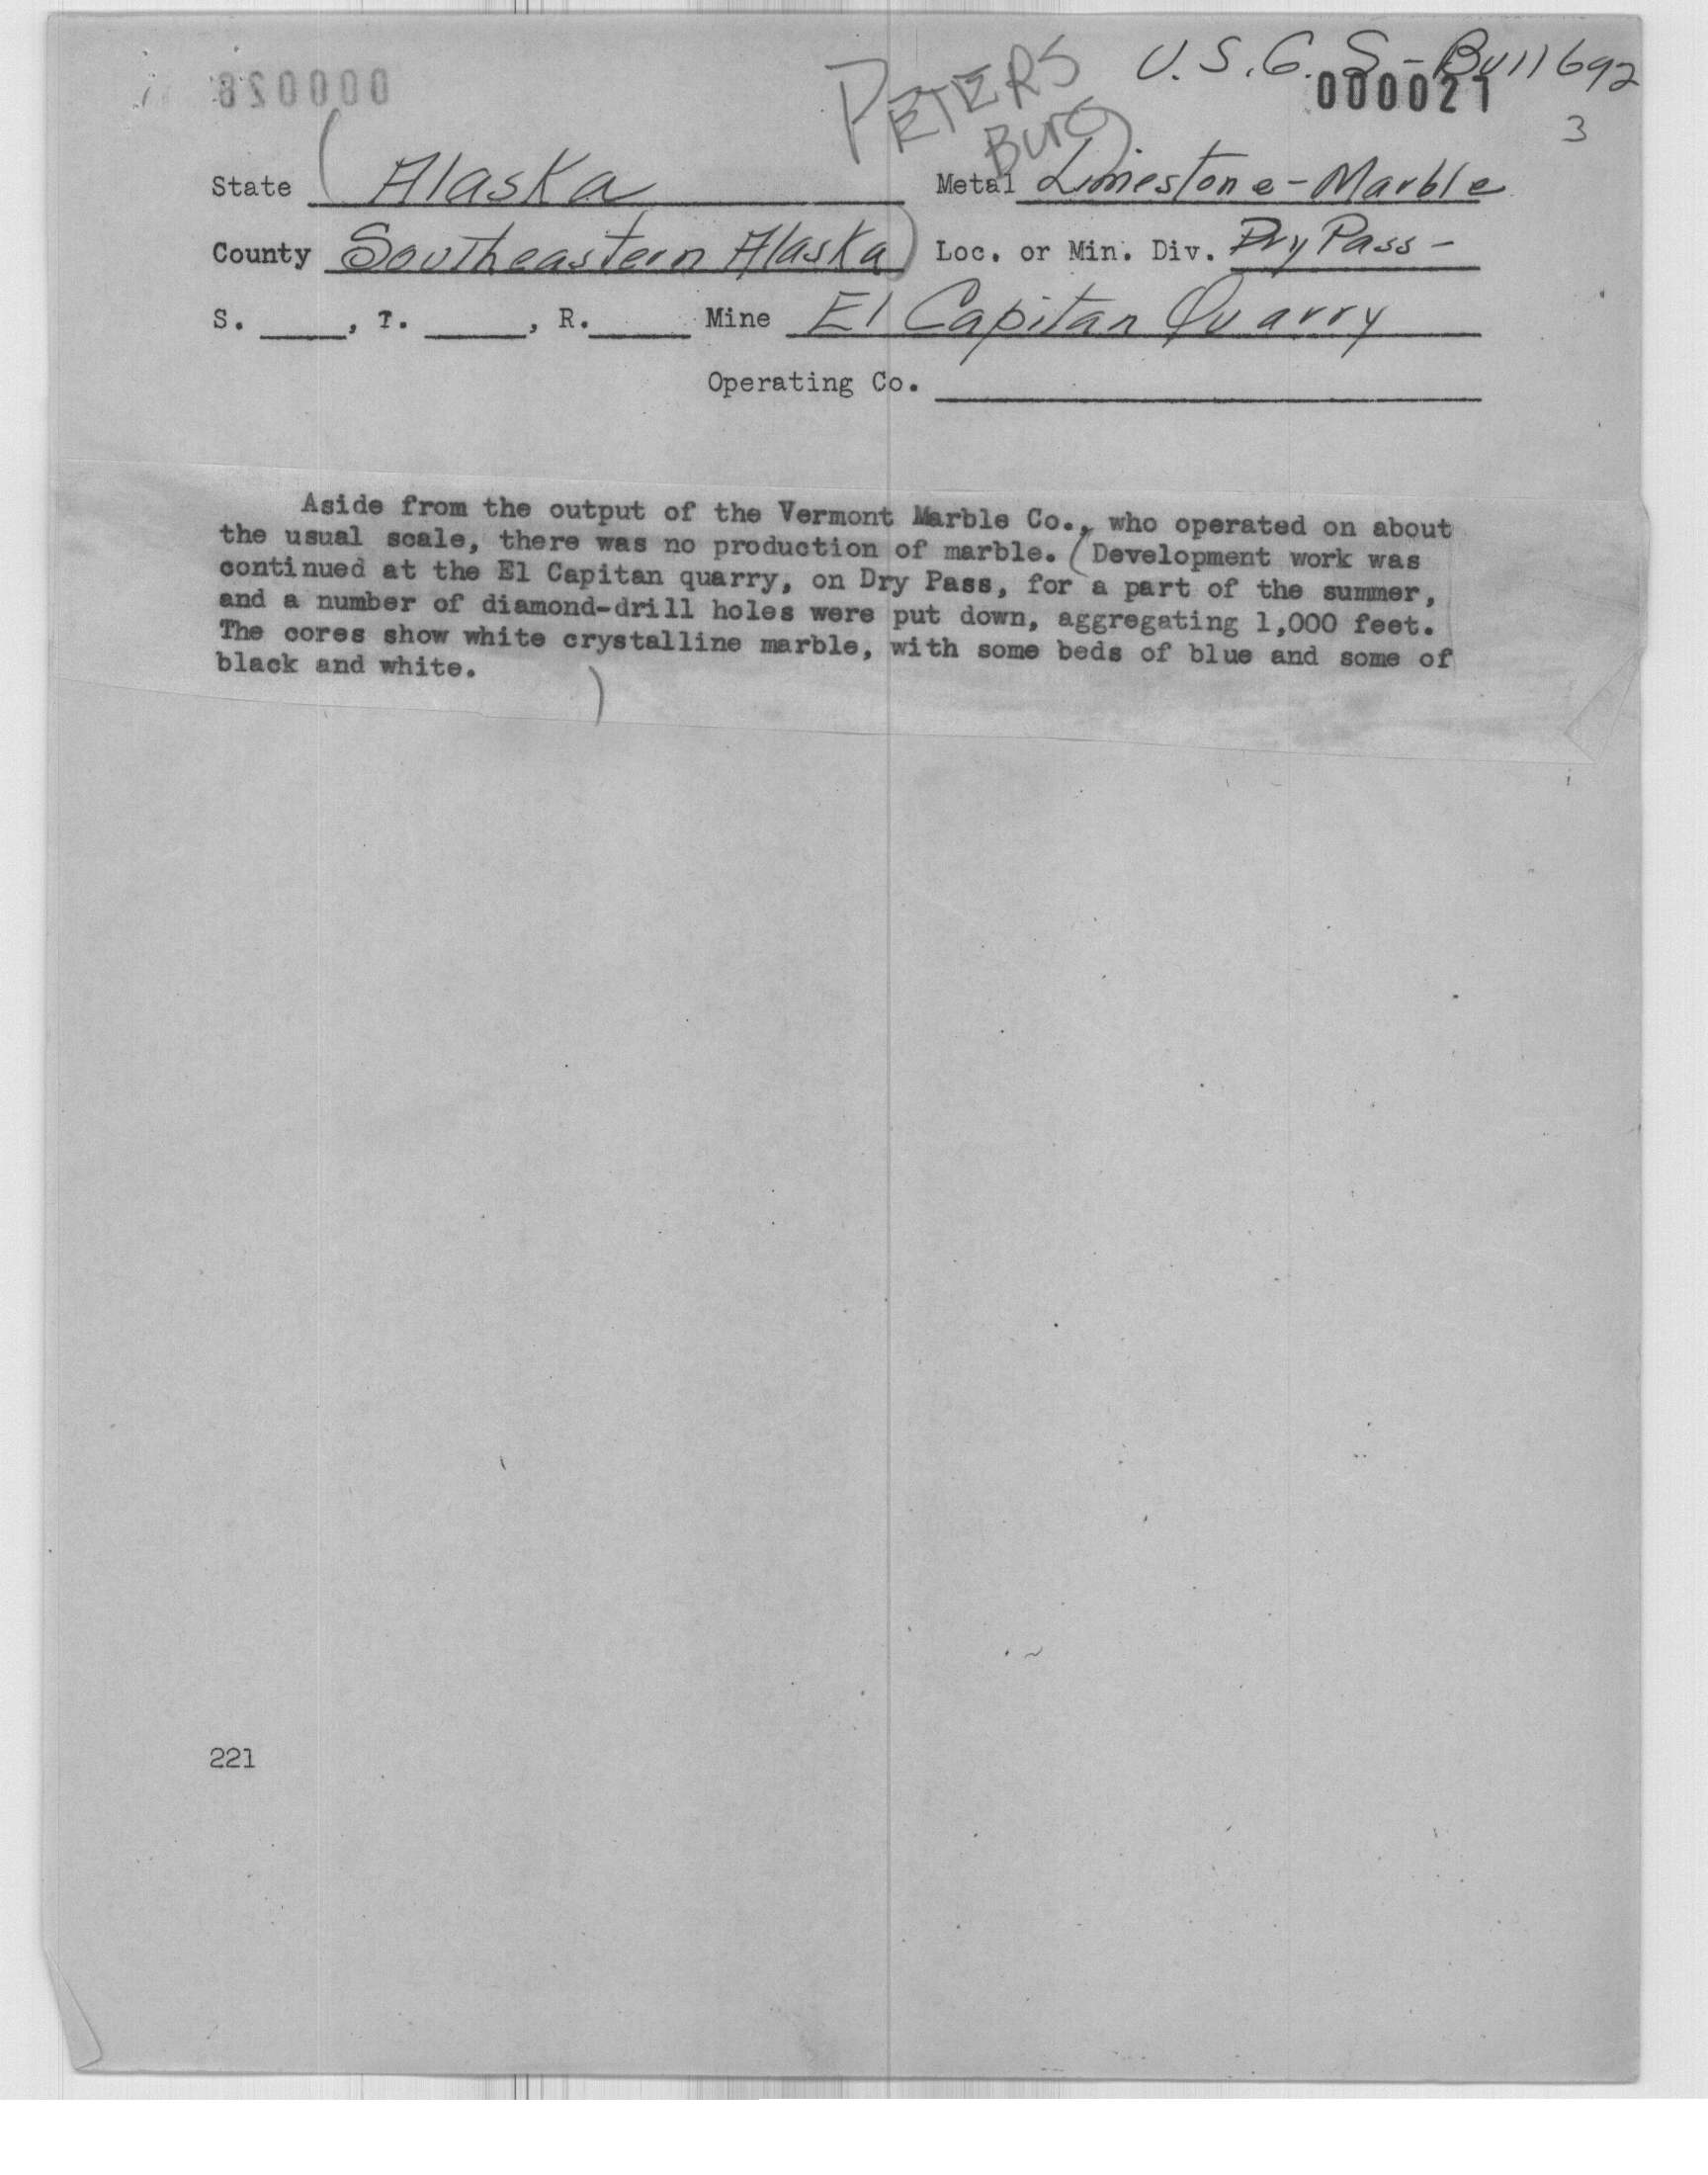 U.S.G.S-Bull 692
000021
3
PETERS
Burg
State Alaska Metal Limestone-Marble
County Southeastern Alaska Loc. or Min. Div. Dry Pass-
S. ____, T. ____, R. ____ Mine El Capitan Quarry
Operating Co.
Aside from the output of the Vermont Marble Co., who operated on about
the usual scale, there was no production of marble. (Development work was
continued at the El Capitan quarry, on Dry Pass, for a part of the summer,
and a number of diamond-drill holes were put down, aggregating 1,000 feet.
The cores show white crystalline marble, with some beds of blue and some of
black and white. )
221